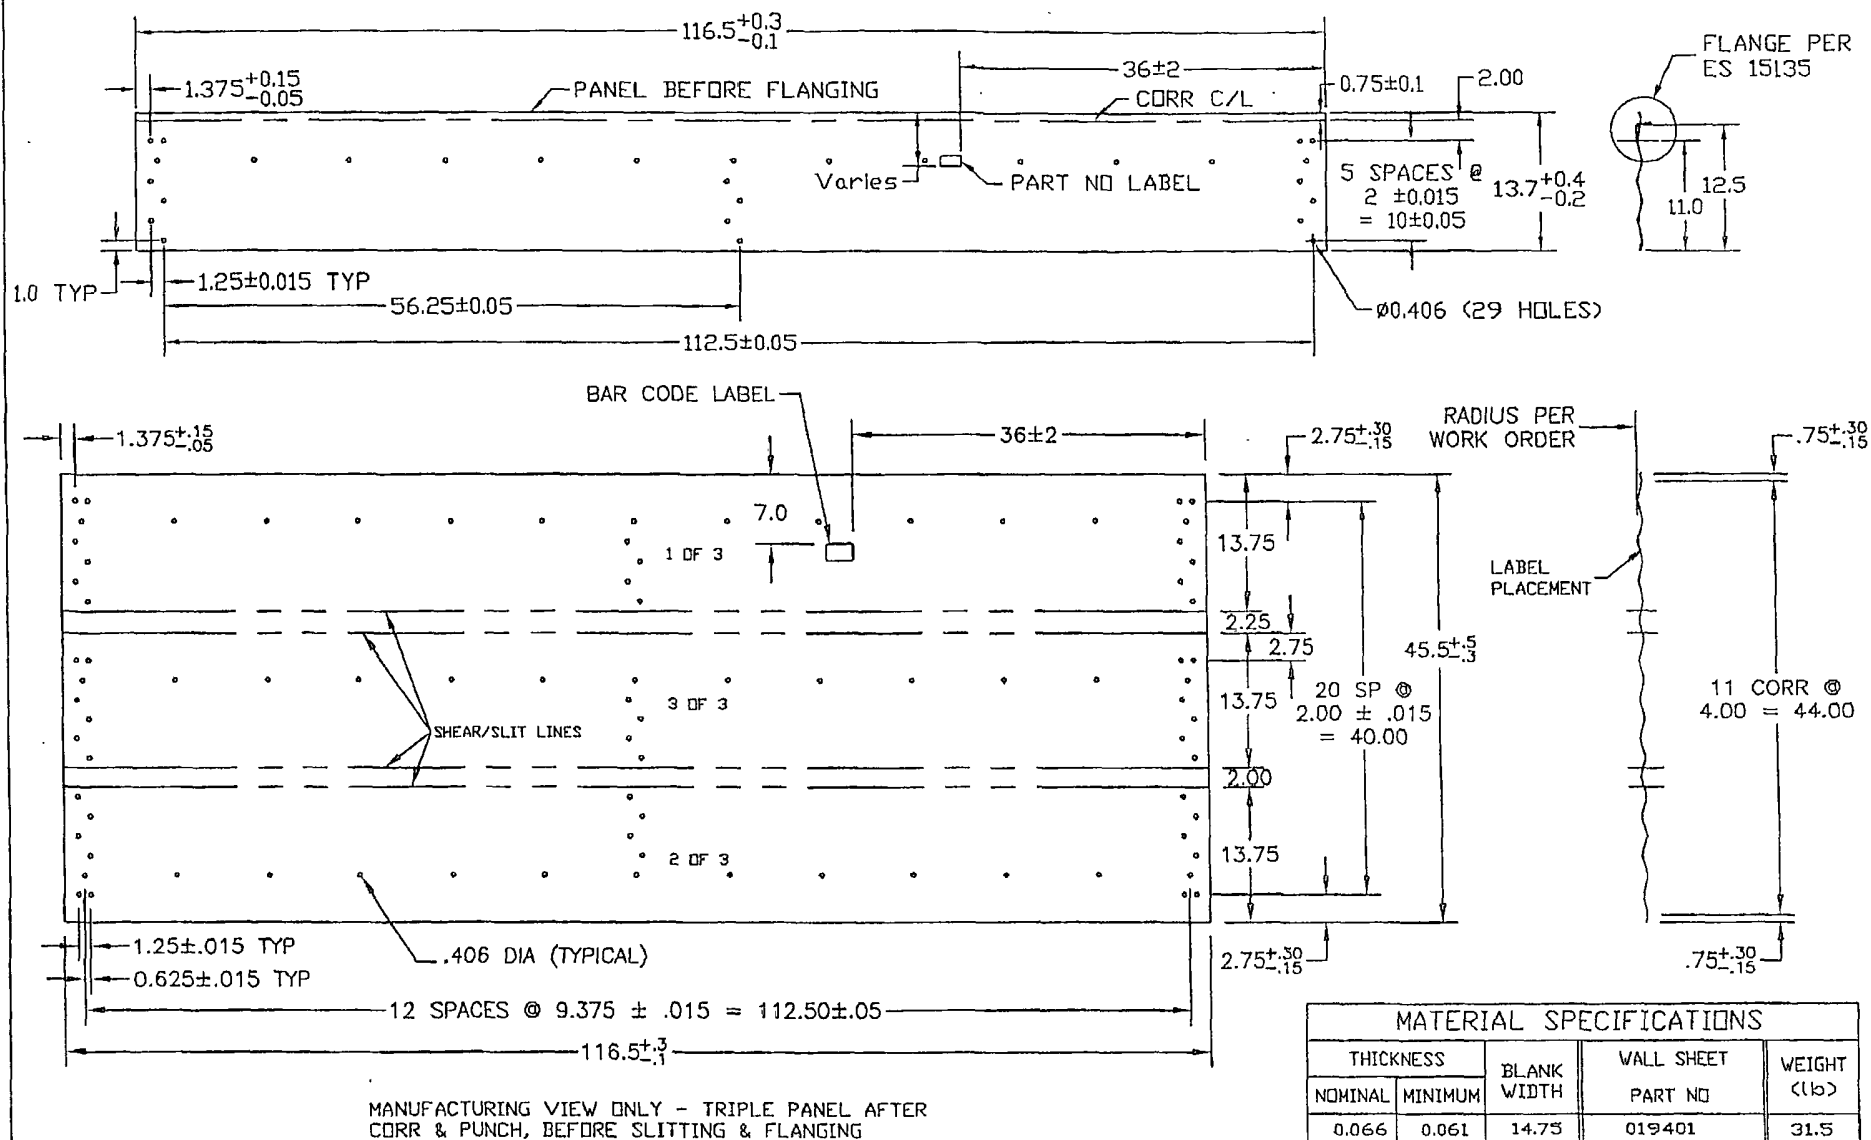 116.5+0.3
-0.1
36±2
FLANGE PER
ES 15135
1.375+0.15
-0.05
PANEL BEFORE FLANGING
CORR C/L
0.75±0.1
2.00
Varies
PART NO LABEL
5 SPACES @
2 ±0.015
= 10±0.05
13.7+0.4
-0.2
11.0
12.5
1.0 TYP
1.25±0.015 TYP
56.25±0.05
Ø0.406 (29 HOLES)
112.5±0.05
BAR CODE LABEL
1.375+.15
-.05
36±2
2.75+.30
-.15
RADIUS PER
WORK ORDER
.75+.30
-.15
7.0
1 OF 3
13.75
LABEL
PLACEMENT
2.25
2.75
45.5+.5
-.3
3 OF 3
13.75
20 SP @
2.00 ± .015
= 40.00
11 CORR @
4.00 = 44.00
SHEAR/SLIT LINES
2.00
2 OF 3
13.75
1.25±.015 TYP
.406 DIA (TYPICAL)
2.75+.30
-.15
.75+.30
-.15
0.625±.015 TYP
12 SPACES @ 9.375 ± .015 = 112.50±.05
116.5+.3
-.1
MANUFACTURING VIEW ONLY - TRIPLE PANEL AFTER
CORR & PUNCH, BEFORE SLITTING & FLANGING
MATERIAL SPECIFICATIONS
THICKNESS
BLANK
WIDTH
WALL SHEET
PART NO
WEIGHT
(lb)
NOMINAL MINIMUM
0.066 0.061 14.75 019401 31.5